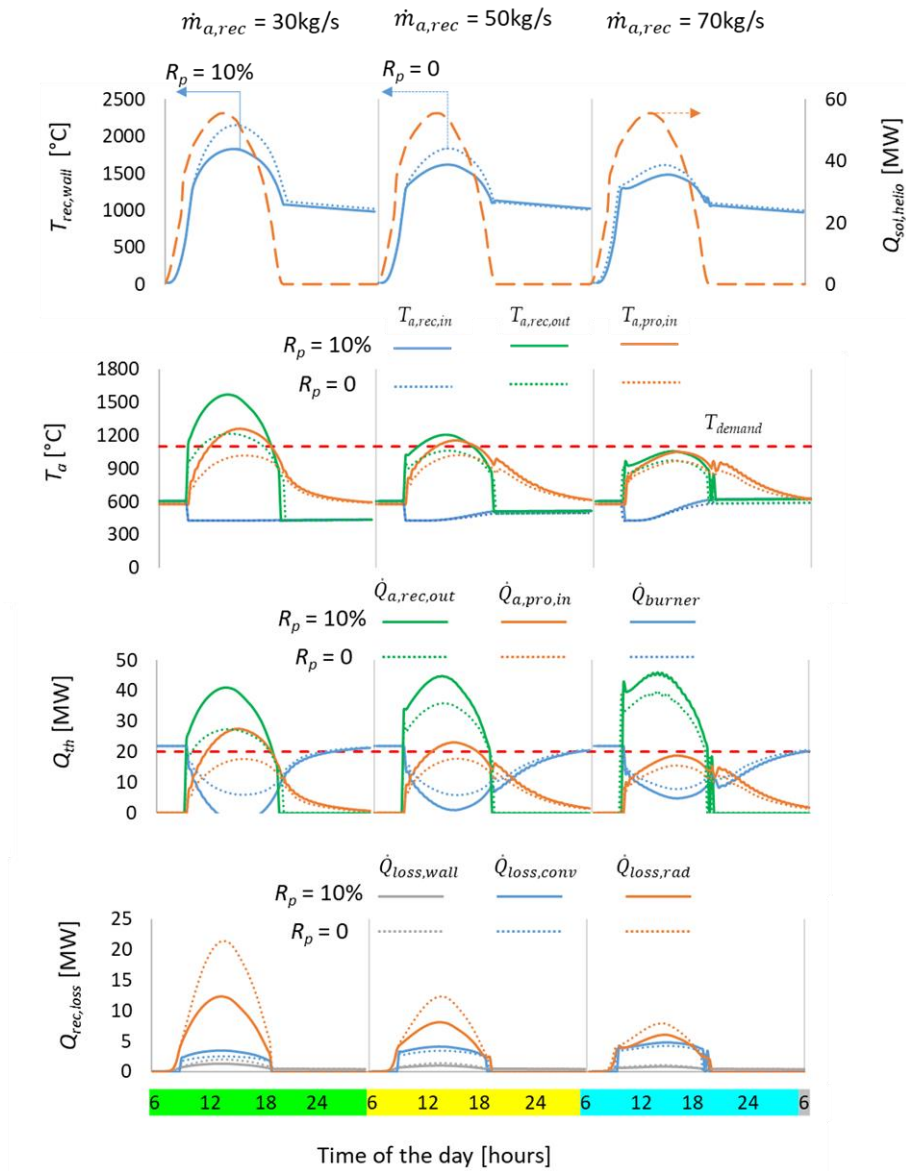 ṁa,rec = 30kg/s ṁa,rec = 50kg/s ṁa,rec = 70kg/s
Rp = 10% Rp = 0
2500 60
2000
1500 40
1000
20
500
0 0
Trec,wall [°C]
Qsol,helio [MW]
Ta,rec,in Ta,rec,out Ta,pro,in
Rp = 10%
Rp = 0
1800
1500
1200
900
600
300
0
Ta [°C]
Tdemand
Q̇a,rec,out Q̇a,pro,in Q̇burner
Rp = 10%
Rp = 0
50
40
30
20
10
0
Qth [MW]
Q̇loss,wall Q̇loss,conv Q̇loss,rad
Rp = 10%
Rp = 0
25
20
15
10
5
0
Qrec,loss [MW]
6 12 18 24 6 12 18 24 6 12 18 24 6
Time of the day [hours]